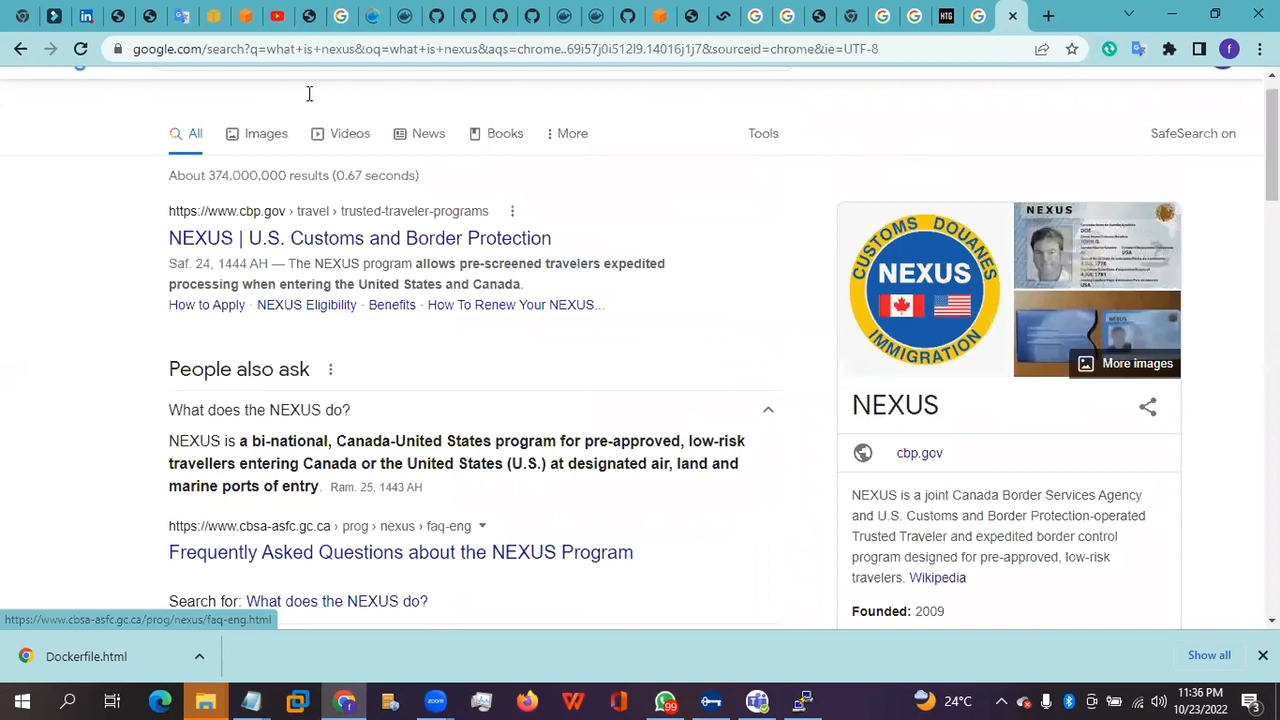 google.com/search?q=what+is+nexus&oq=what+is+nexus&aqs=chrome..69i57j0i512l9.14016j1j7&sourceid=chrome&ie=UTF-8
f
HTG
All
Images
Videos
News
Books
More
Tools
SafeSearch on
About 374,000,000 results (0.67 seconds)
https://www.cbp.gov › travel › trusted-traveler-programs
NEXUS | U.S. Customs and Border Protection
Saf. 24, 1444 AH — The NEXUS program allows pre-screened travelers expedited
processing when entering the United States and Canada.
How to Apply · NEXUS Eligibility · Benefits · How To Renew Your NEXUS...
People also ask
What does the NEXUS do?
NEXUS is a bi-national, Canada-United States program for pre-approved, low-risk
travellers entering Canada or the United States (U.S.) at designated air, land and
marine ports of entry. Ram. 25, 1443 AH
https://www.cbsa-asfc.gc.ca › prog › nexus › faq-eng
Frequently Asked Questions about the NEXUS Program
Search for: What does the NEXUS do?
CUSTOMS DOUANES
NEXUS
IMMIGRATION
NEXUS
More images
NEXUS
cbp.gov
NEXUS is a joint Canada Border Services Agency
and U.S. Customs and Border Protection-operated
Trusted Traveler and expedited border control
program designed for pre-approved, low-risk
travelers. Wikipedia
Founded: 2009
https://www.cbsa-asfc.gc.ca/prog/nexus/faq-eng.html
Dockerfile.html
Show all
zoom
99
24°C
11:36 PM
10/23/2022
3